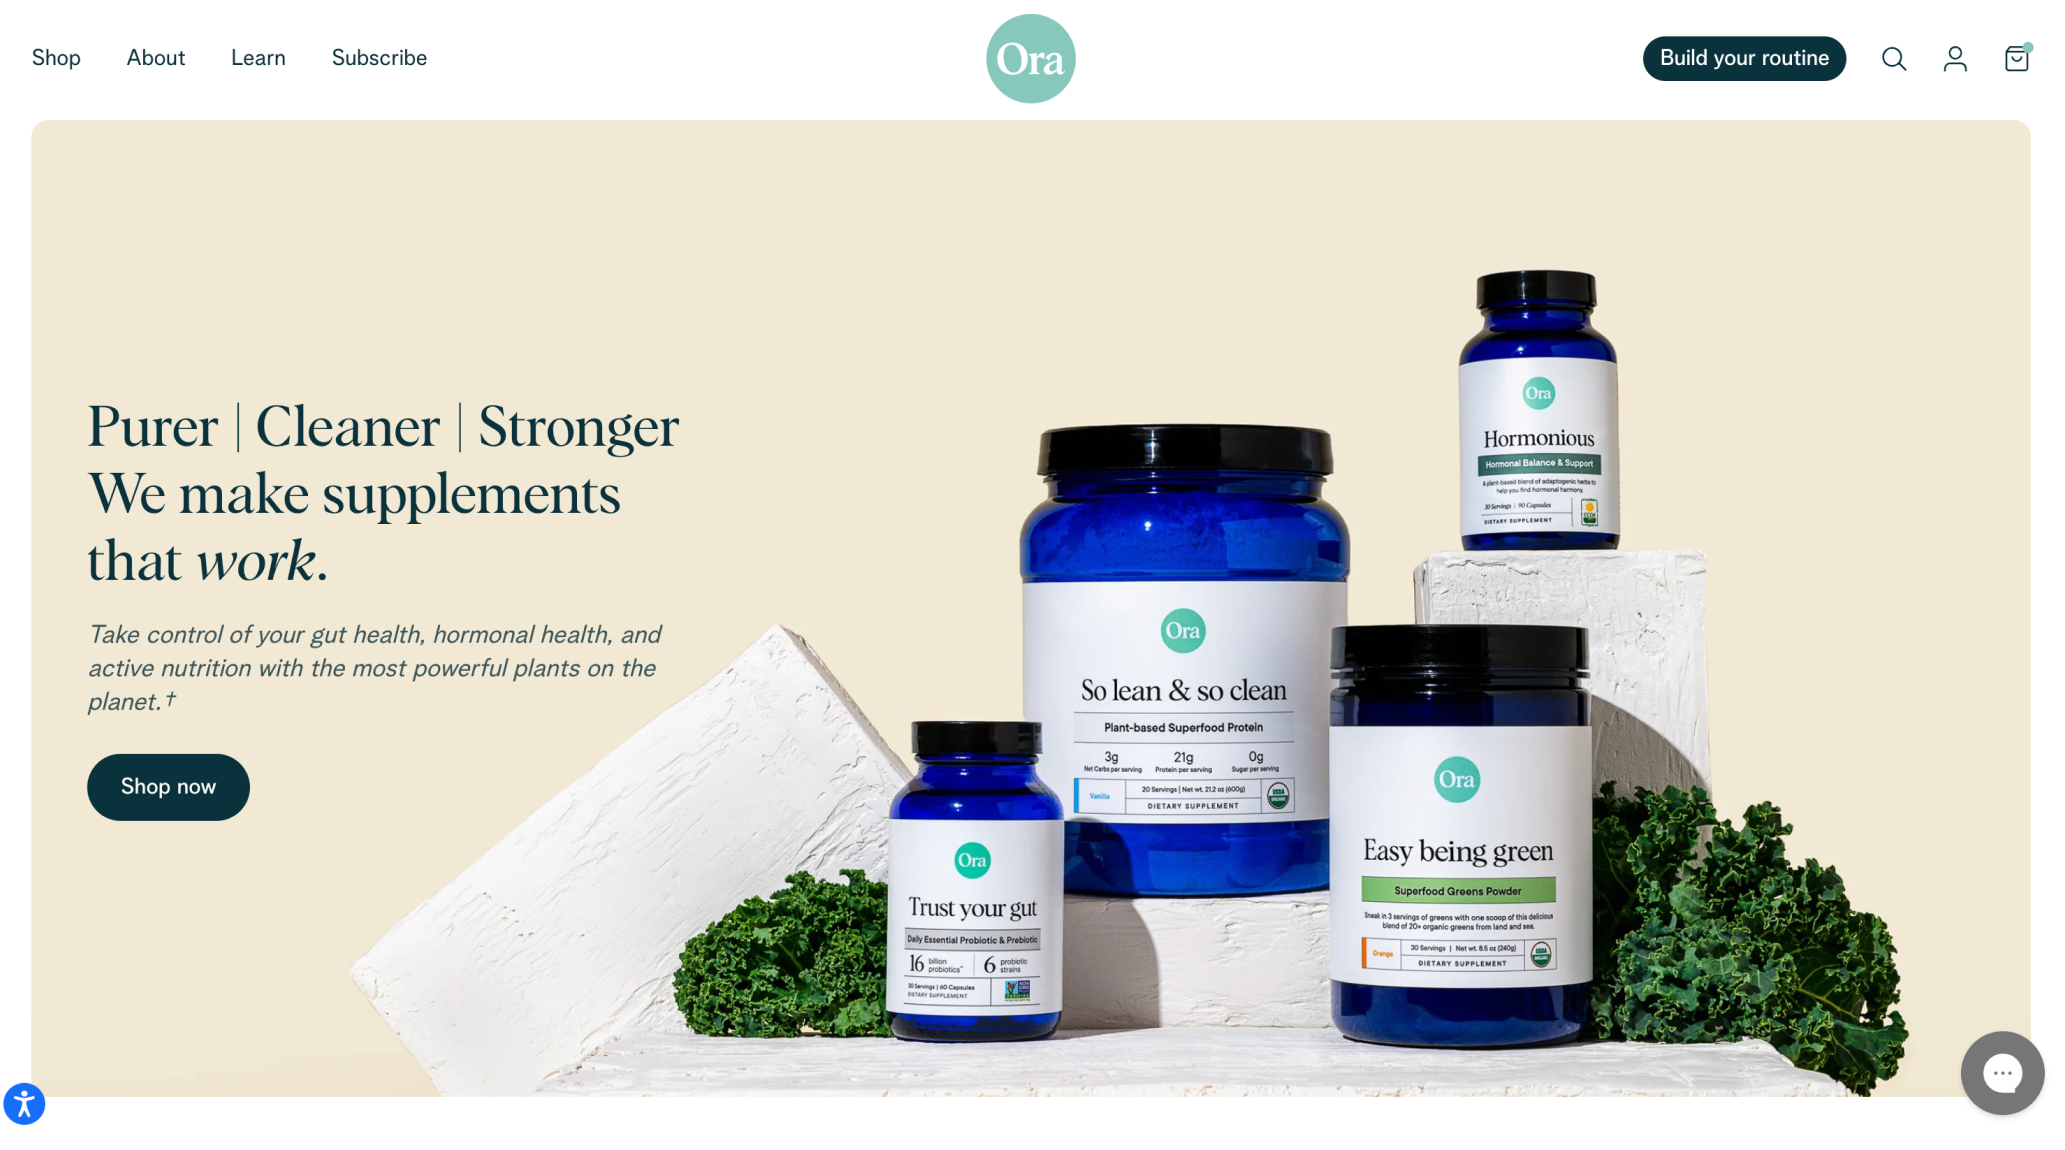 Shop
About
Learn
Subscribe
Ora
Build your routine
Purer | Cleaner | Stronger
We make supplements
that work.
Take control of your gut health, hormonal health, and
active nutrition with the most powerful plants on the
planet.†
Shop now
Ora
Hormonious
Hormonal Balance & Support
A plant-based blend of adaptogenic herbs to
help you find hormonal harmony.
30 Servings | 90 Capsules
DIETARY SUPPLEMENT
CCOF
Ora
So lean & so clean
Plant-based Superfood Protein
3g
Net Carbs per serving
21g
Protein per serving
0g
Sugar per serving
Vanilla
20 Servings | Net wt. 21.2 oz (600g)
DIETARY SUPPLEMENT
USDA
ORGANIC
Ora
Trust your gut
Daily Essential Probiotic & Prebiotic
16 billion
probiotics
6 probiotic
strains
30 Servings | 60 Capsules
DIETARY SUPPLEMENT
NON
GMO
VERIFIED
Ora
Easy being green
Superfood Greens Powder
Sneak in 3 servings of greens with one scoop of this delicious
blend of 20+ organic greens from land and sea.
Orange
30 Servings | Net wt. 8.5 oz (240g)
DIETARY SUPPLEMENT
USDA
ORGANIC